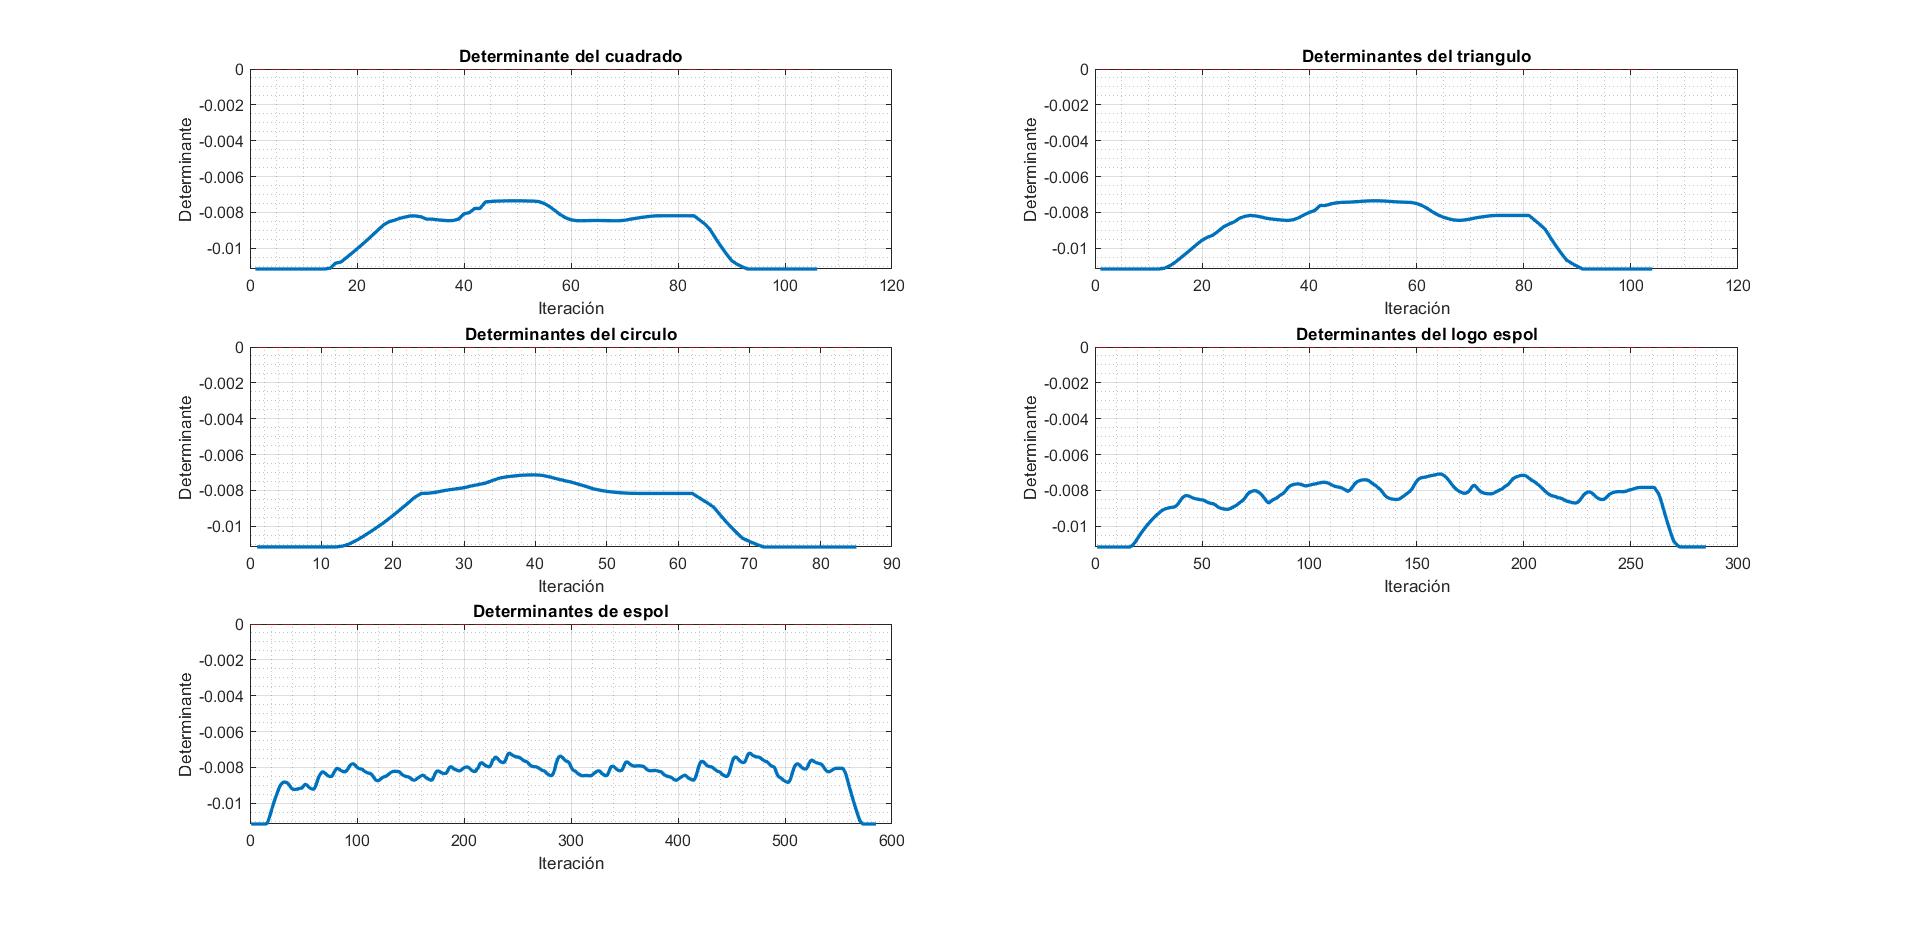 Determinante del cuadrado
0
-0.002
-0.004
-0.006
-0.008
-0.01
Determinante
0 20 40 60 80 100 120
Iteración
Determinantes del triangulo
0
-0.002
-0.004
-0.006
-0.008
-0.01
Determinante
0 20 40 60 80 100 120
Iteración
Determinantes del circulo
0
-0.002
-0.004
-0.006
-0.008
-0.01
Determinante
0 10 20 30 40 50 60 70 80 90
Iteración
Determinantes del logo espol
0
-0.002
-0.004
-0.006
-0.008
-0.01
Determinante
0 50 100 150 200 250 300
Iteración
Determinantes de espol
0
-0.002
-0.004
-0.006
-0.008
-0.01
Determinante
0 100 200 300 400 500 600
Iteración